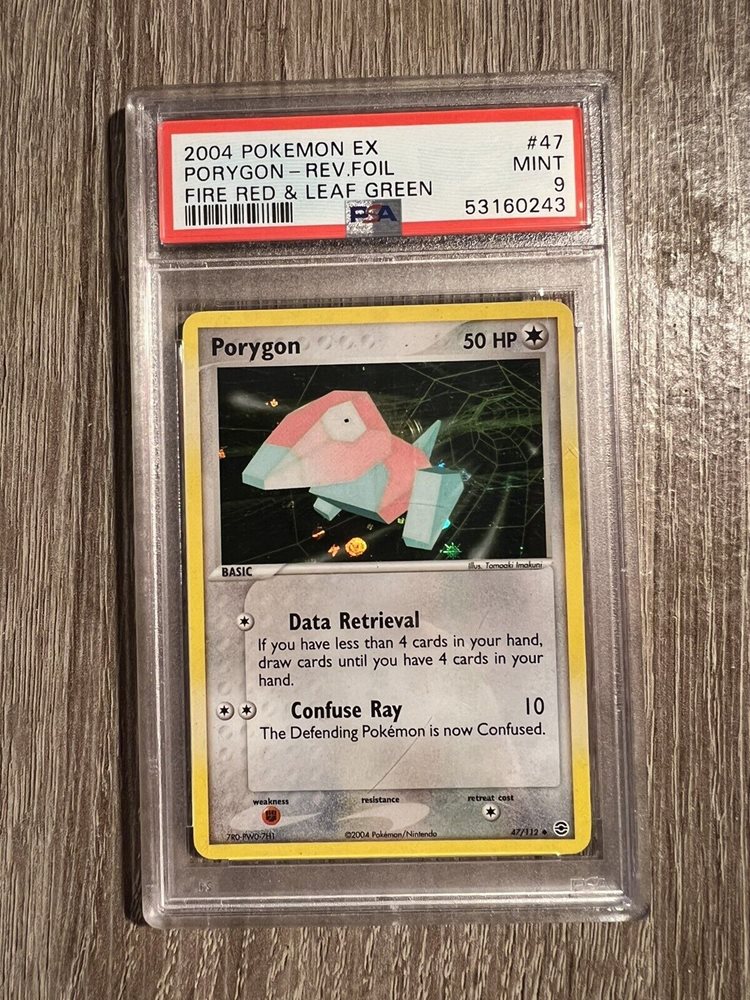 2004 POKEMON EX #47
PORYGON - REV.FOIL MINT
FIRE RED & LEAF GREEN 9
PSA 53160243
Porygon 50 HP
BASIC
Illus. Tomoaki Imakuni
Data Retrieval
If you have less than 4 cards in your hand,
draw cards until you have 4 cards in your
hand.
Confuse Ray 10
The Defending Pokémon is now Confused.
weakness resistance retreat cost
©2004 Pokémon/Nintendo 47/112